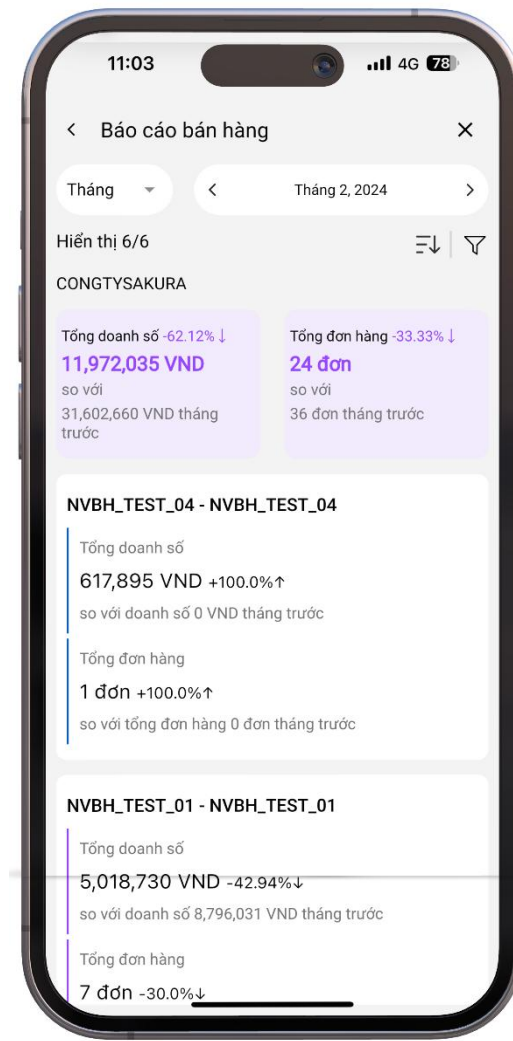 11:03 4G 78
Báo cáo bán hàng
Tháng Tháng 2, 2024
Hiển thị 6/6
CONGTYSAKURA
Tổng doanh số -62.12%↓
11,972,035 VND
so với
31,602,660 VND tháng
trước
Tổng đơn hàng -33.33%↓
24 đơn
so với
36 đơn tháng trước
NVBH_TEST_04 - NVBH_TEST_04
Tổng doanh số
617,895 VND +100.0%↑
so với doanh số 0 VND tháng trước
Tổng đơn hàng
1 đơn +100.0%↑
so với tổng đơn hàng 0 đơn tháng trước
NVBH_TEST_01 - NVBH_TEST_01
Tổng doanh số
5,018,730 VND -42.94%↓
so với doanh số 8,796,031 VND tháng trước
Tổng đơn hàng
7 đơn -30.0%↓